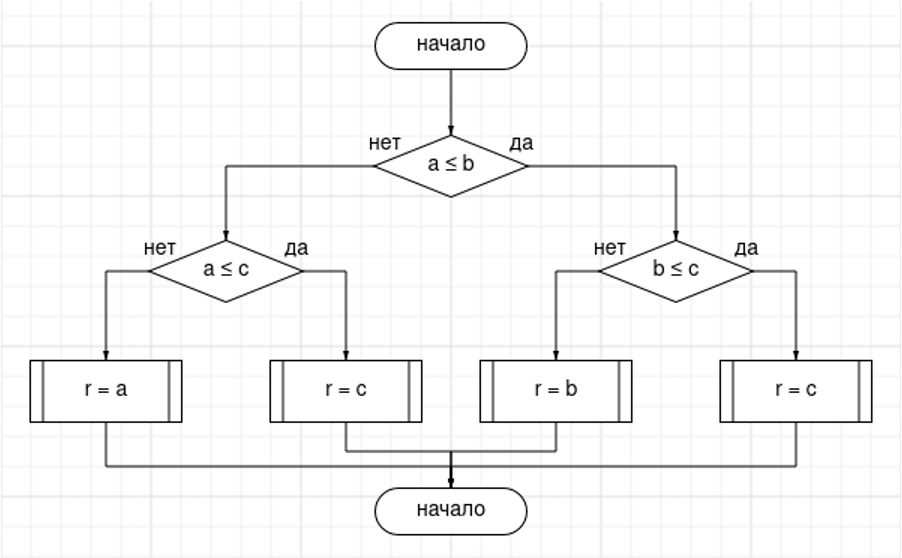 начало
нет
да
a ≤ b
нет
да
a ≤ c
нет
да
b ≤ c
r = a
r = c
r = b
r = c
начало